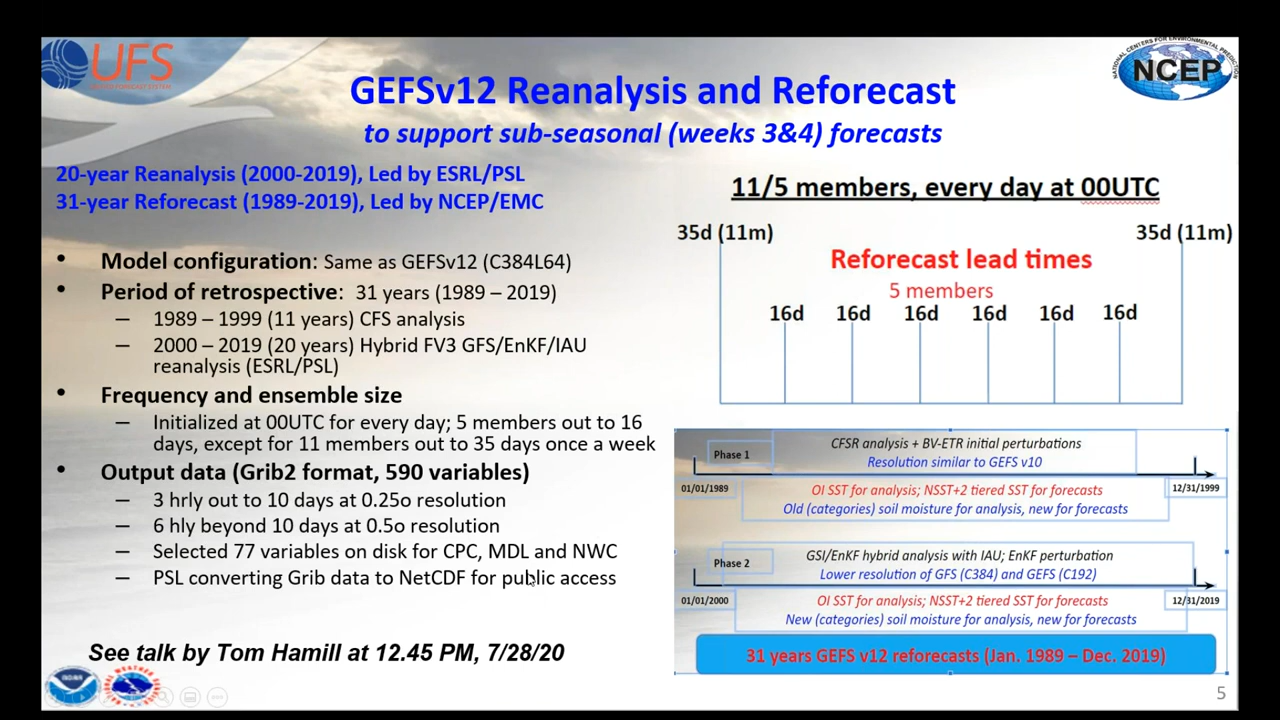 UFS
UNIFIED FORECAST SYSTEM
NATIONAL CENTERS FOR ENVIRONMENTAL PREDICTION
NCEP
GEFSv12 Reanalysis and Reforecast
to support sub-seasonal (weeks 3&4) forecasts
20-year Reanalysis (2000-2019), Led by ESRL/PSL
31-year Reforecast (1989-2019), Led by NCEP/EMC
• Model configuration: Same as GEFSv12 (C384L64)
• Period of retrospective: 31 years (1989 – 2019)
– 1989 – 1999 (11 years) CFS analysis
– 2000 – 2019 (20 years) Hybrid FV3 GFS/EnKF/IAU
reanalysis (ESRL/PSL)
• Frequency and ensemble size
– Initialized at 00UTC for every day; 5 members out to 16
days, except for 11 members out to 35 days once a week
• Output data (Grib2 format, 590 variables)
– 3 hrly out to 10 days at 0.25o resolution
– 6 hly beyond 10 days at 0.5o resolution
– Selected 77 variables on disk for CPC, MDL and NWC
– PSL converting Grib data to NetCDF for public access
See talk by Tom Hamill at 12.45 PM, 7/28/20
NOAA
11/5 members, every day at 00UTC
35d (11m) 35d (11m)
Reforecast lead times
5 members
16d 16d 16d 16d 16d 16d
Phase 1
CFSR analysis + BV-ETR initial perturbations
Resolution similar to GEFS v10
01/01/1989 12/31/1999
OI SST for analysis; NSST+2 tiered SST for forecasts
Old (categories) soil moisture for analysis, new for forecasts
Phase 2
GSI/EnKF hybrid analysis with IAU; EnKF perturbation
Lower resolution of GFS (C384) and GEFS (C192)
01/01/2000 12/31/2019
OI SST for analysis; NSST+2 tiered SST for forecasts
New (categories) soil moisture for analysis, new for forecasts
31 years GEFS v12 reforecasts (Jan. 1989 – Dec. 2019)
5